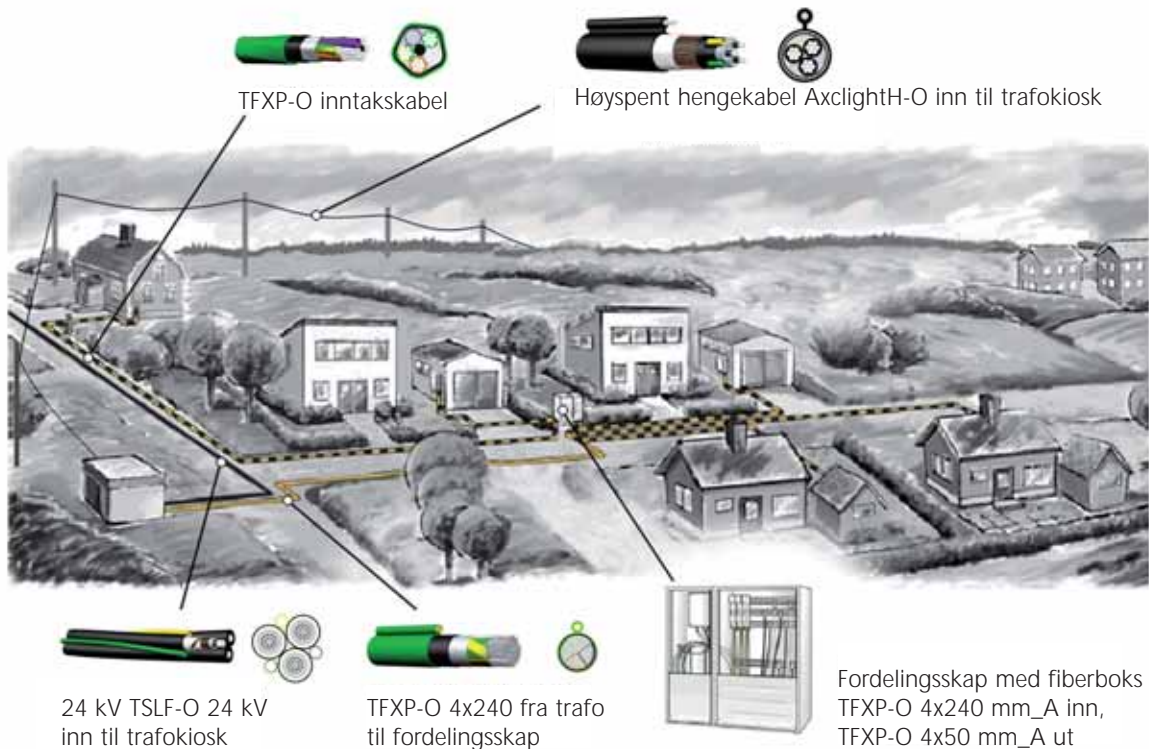 TFXP-O inntakskabel
Høyspent hengekabel AxclightH-O inn til trafokiosk
24 kV TSLF-O 24 kV
inn til trafokiosk
TFXP-O 4x240 fra trafo
til fordelingsskap
Fordelingsskap med fiberboks
TFXP-O 4x240 mm_A inn,
TFXP-O 4x50 mm_A ut